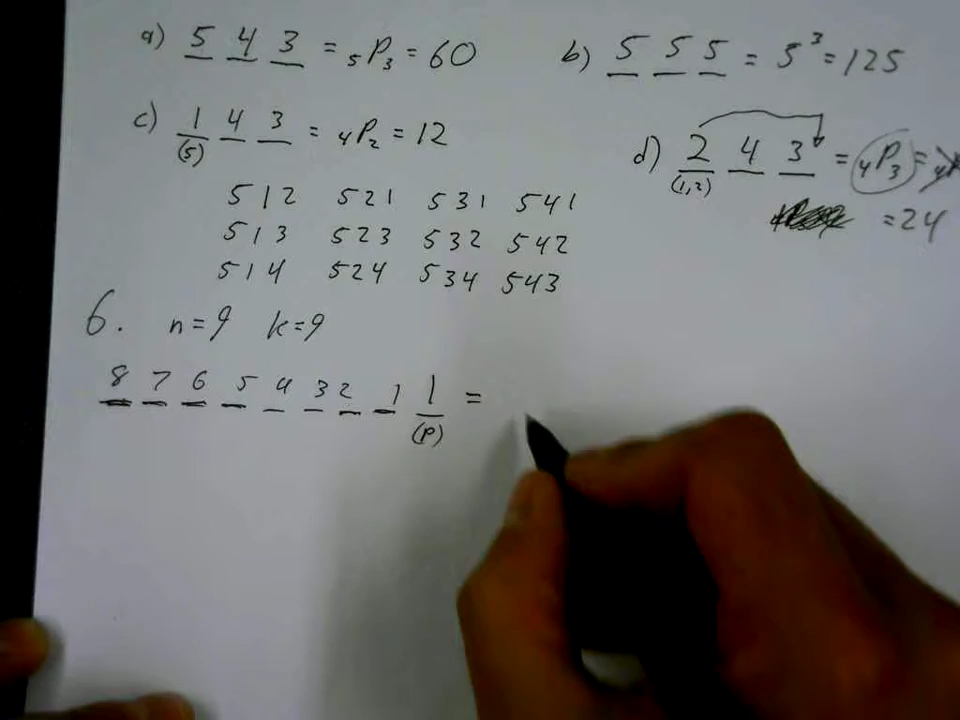 a) 5 4 3 = ₅P₃ = 60
b) 5 5 5 = 5³ = 125
c) 1 4 3 = ₄P₂ = 12
(5)
d) 2 4 3 = ₄P₃ =
(1,2)
= 24
512 521 531 541
513 523 532 542
514 524 534 543
6. n=9 k=9
8 7 6 5 4 3 2 1 1 =
(P)